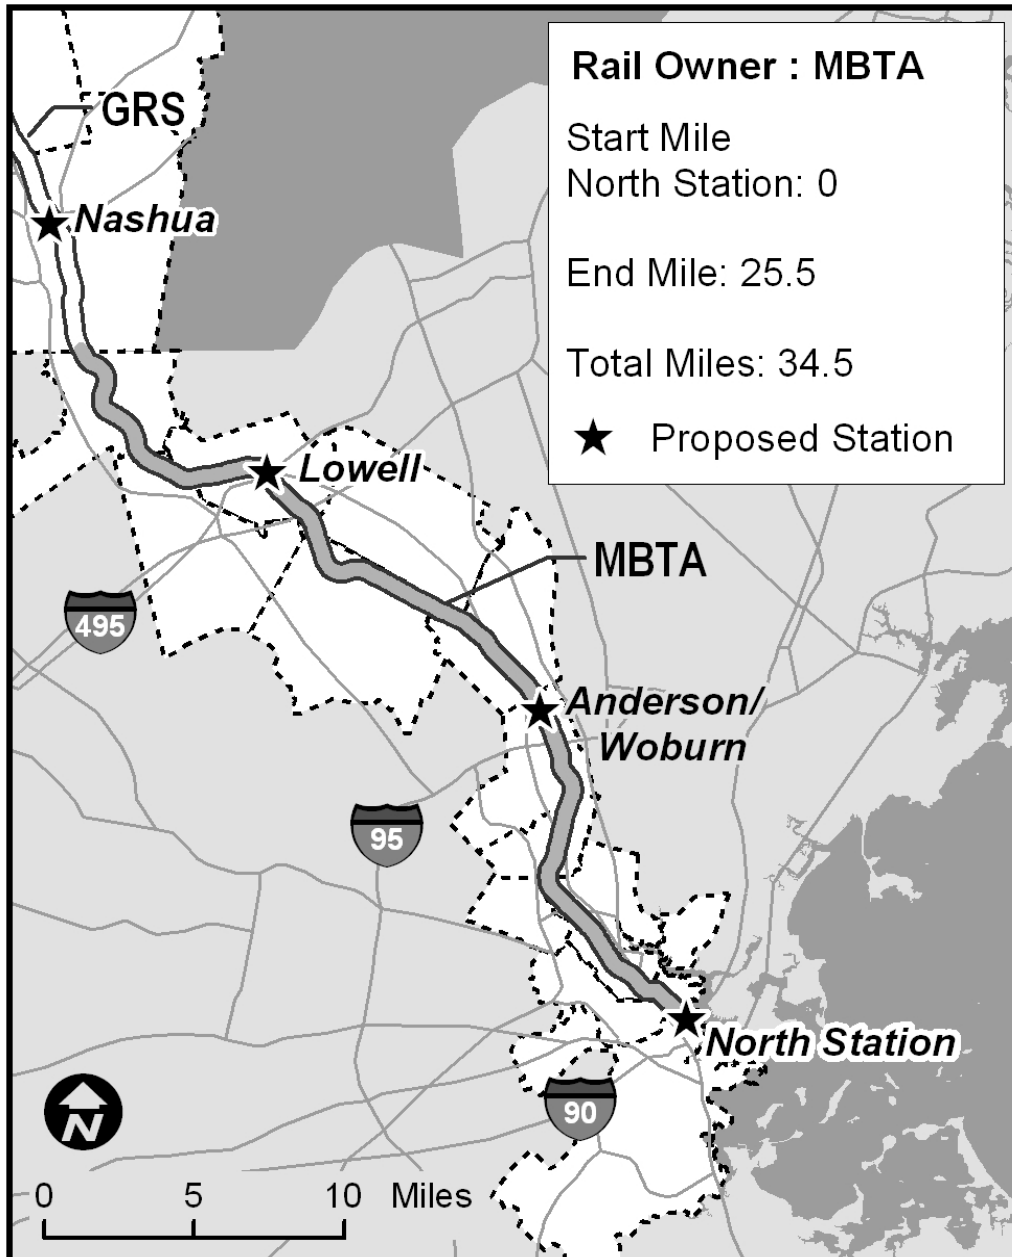 Rail Owner : MBTA
Start Mile
North Station: 0
End Mile: 25.5
Total Miles: 34.5
Proposed Station
GRS
Nashua
Lowell
MBTA
495
Anderson/
Woburn
95
North Station
90
N
0 5 10 Miles